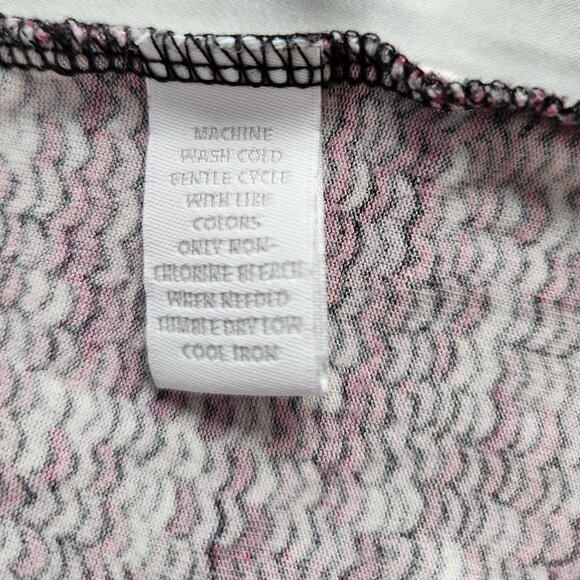 MACHINE
WASH COLD
GENTLE CYCLE
WITH LIKE
COLORS
ONLY NON-
CHLORINE BLEACH
WHEN NEEDED
TUMBLE DRY LOW
COOL IRON